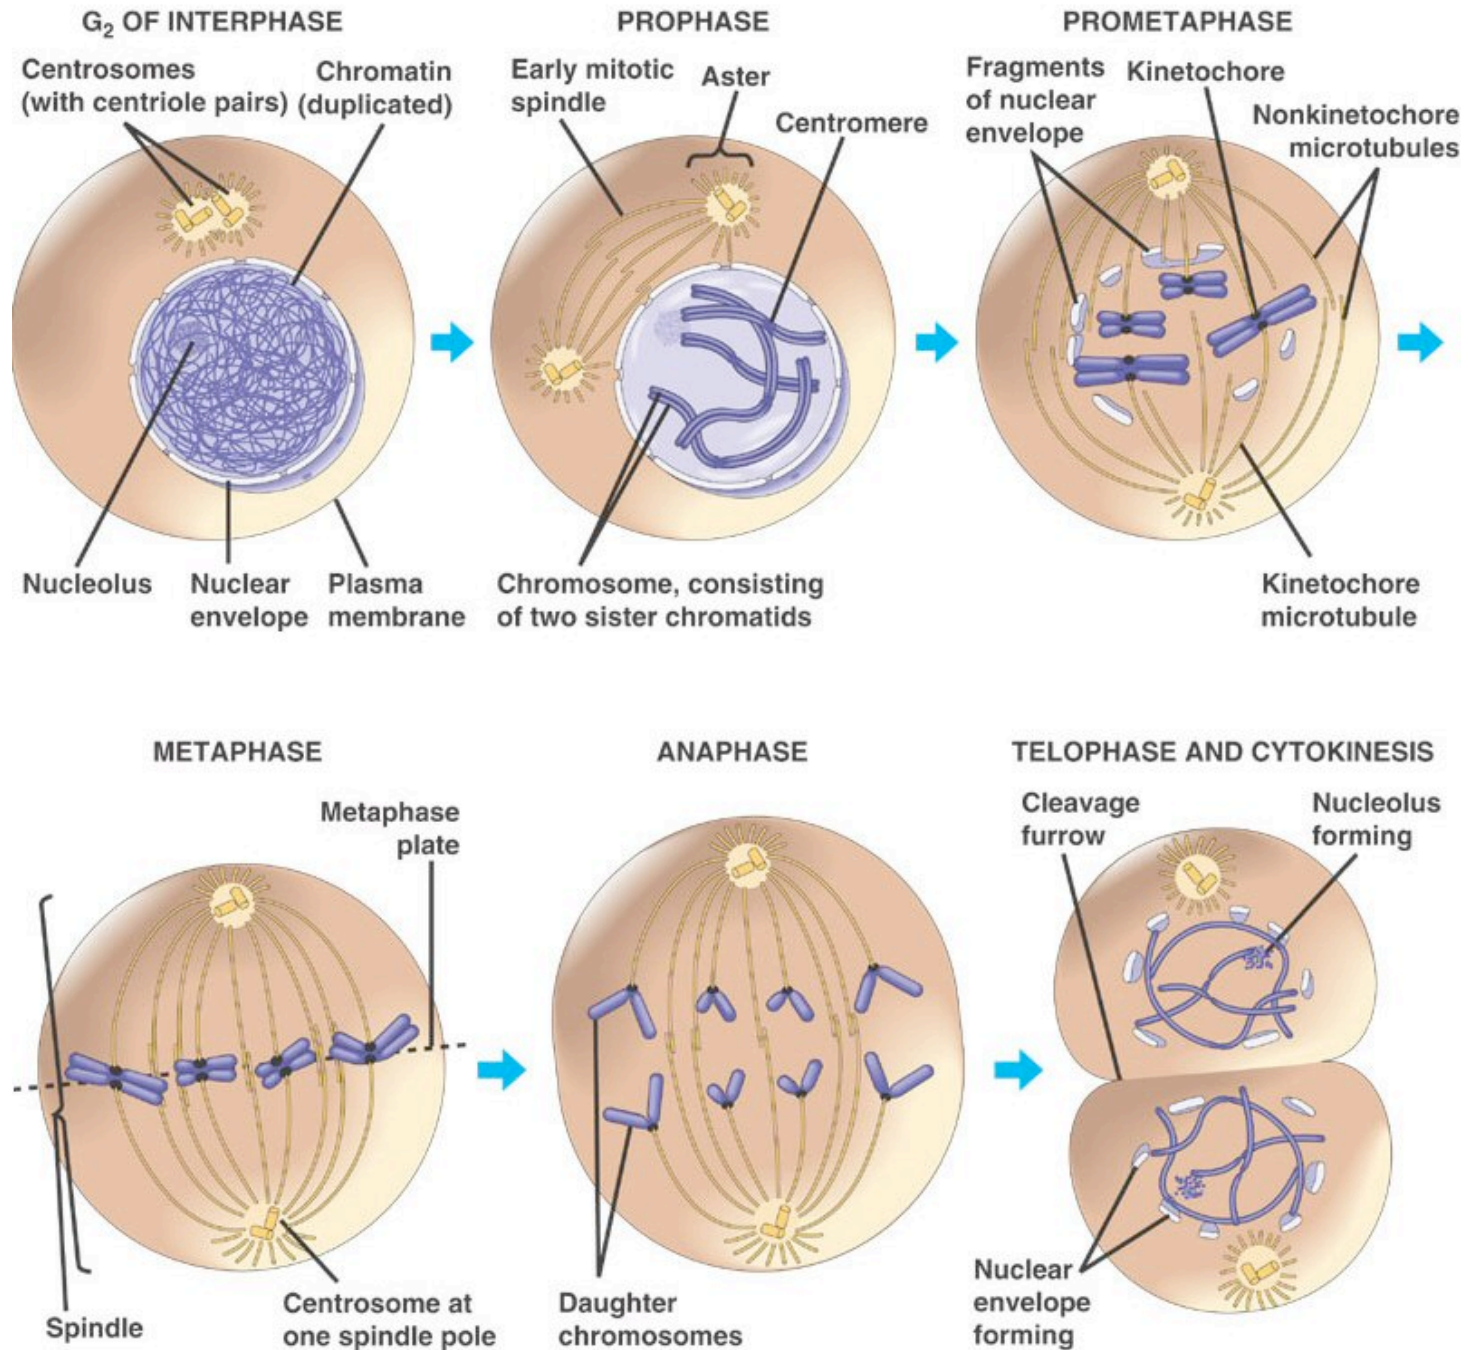 G₂ OF INTERPHASE
Centrosomes
(with centriole pairs)
Chromatin
(duplicated)
Nucleolus
Nuclear
envelope
Plasma
membrane
PROPHASE
Early mitotic
spindle
Aster
Centromere
Chromosome, consisting
of two sister chromatids
PROMETAPHASE
Fragments
of nuclear
envelope
Kinetochore
Nonkinetochore
microtubules
Kinetochore
microtubule
METAPHASE
Metaphase
plate
Spindle
Centrosome at
one spindle pole
ANAPHASE
Daughter
chromosomes
TELOPHASE AND CYTOKINESIS
Cleavage
furrow
Nucleolus
forming
Nuclear
envelope
forming